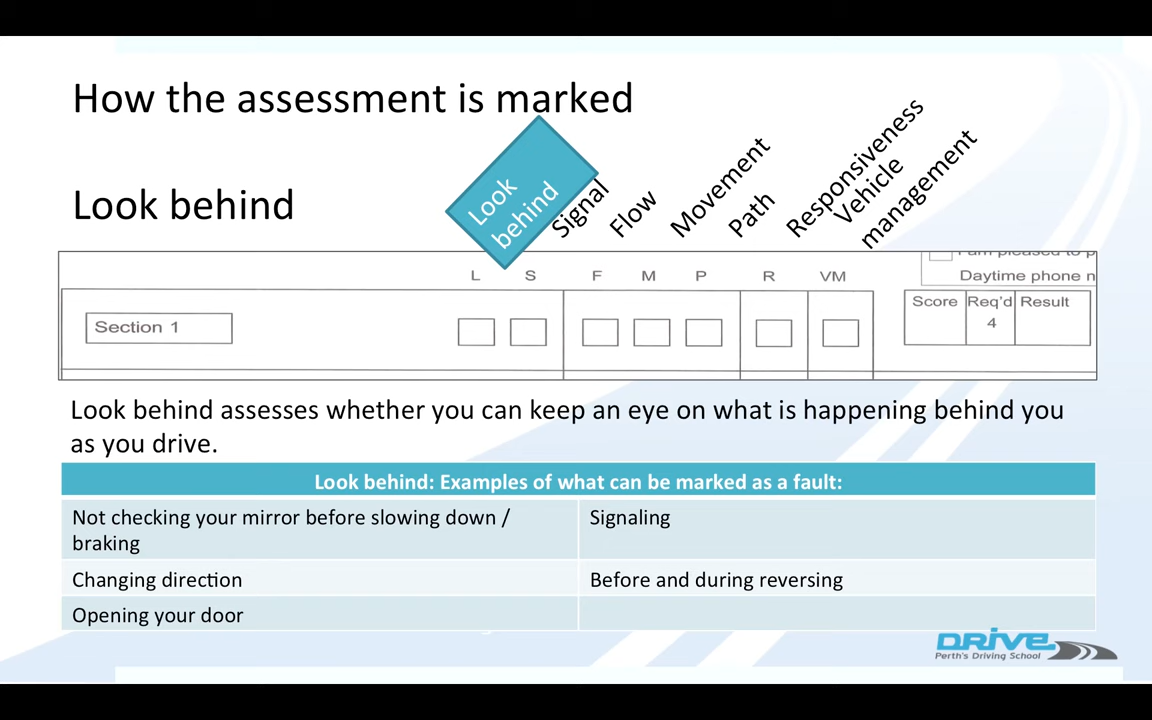 How the assessment is marked
Look behind
Look
behind
Signal
Flow
Movement
Path
Responsiveness
Vehicle
management
Daytime phone n
L S F M P R VM
Score Req'd Result
4
Section 1
Look behind assesses whether you can keep an eye on what is happening behind you
as you drive.
Look behind: Examples of what can be marked as a fault:
Not checking your mirror before slowing down /
braking
Signaling
Changing direction
Before and during reversing
Opening your door
DRIVE
Perth's Driving School